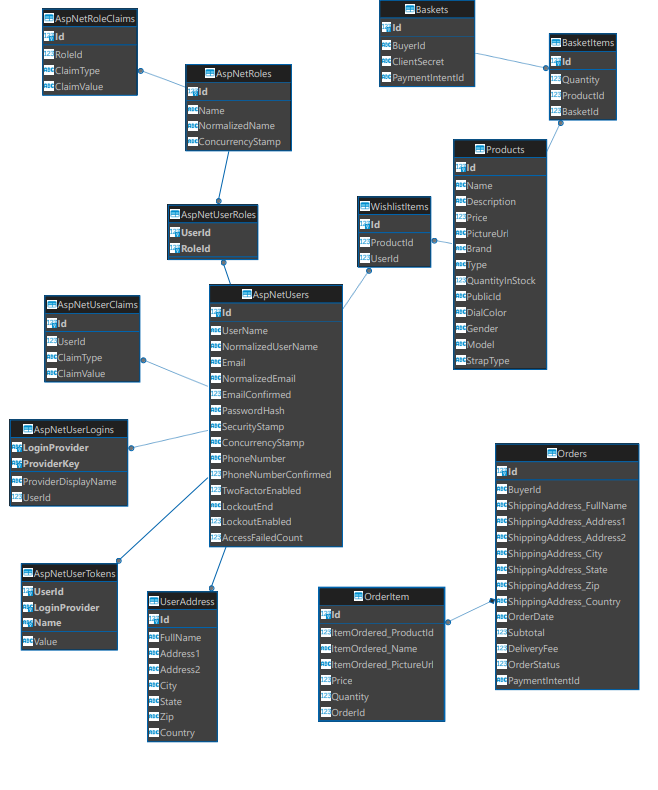 AspNetRoleClaims
Id
RoleId
ClaimType
ClaimValue
AspNetRoles
Id
Name
NormalizedName
ConcurrencyStamp
Baskets
Id
BuyerId
ClientSecret
PaymentIntentId
BasketItems
Id
Quantity
ProductId
BasketId
Products
Id
Name
Description
Price
PictureUrl
Brand
Type
QuantityInStock
PublicId
DialColor
Gender
Model
StrapType
WishlistItems
Id
ProductId
UserId
AspNetUserRoles
UserId
RoleId
AspNetUsers
Id
UserName
NormalizedUserName
Email
NormalizedEmail
EmailConfirmed
PasswordHash
SecurityStamp
ConcurrencyStamp
PhoneNumber
PhoneNumberConfirmed
TwoFactorEnabled
LockoutEnd
LockoutEnabled
AccessFailedCount
AspNetUserClaims
Id
UserId
ClaimType
ClaimValue
AspNetUserLogins
LoginProvider
ProviderKey
ProviderDisplayName
UserId
AspNetUserTokens
UserId
LoginProvider
Name
Value
UserAddress
Id
FullName
Address1
Address2
City
State
Zip
Country
OrderItem
Id
ItemOrdered_ProductId
ItemOrdered_Name
ItemOrdered_PictureUrl
Price
Quantity
OrderId
Orders
Id
BuyerId
ShippingAddress_FullName
ShippingAddress_Address1
ShippingAddress_Address2
ShippingAddress_City
ShippingAddress_State
ShippingAddress_Zip
ShippingAddress_Country
OrderDate
Subtotal
DeliveryFee
OrderStatus
PaymentIntentId